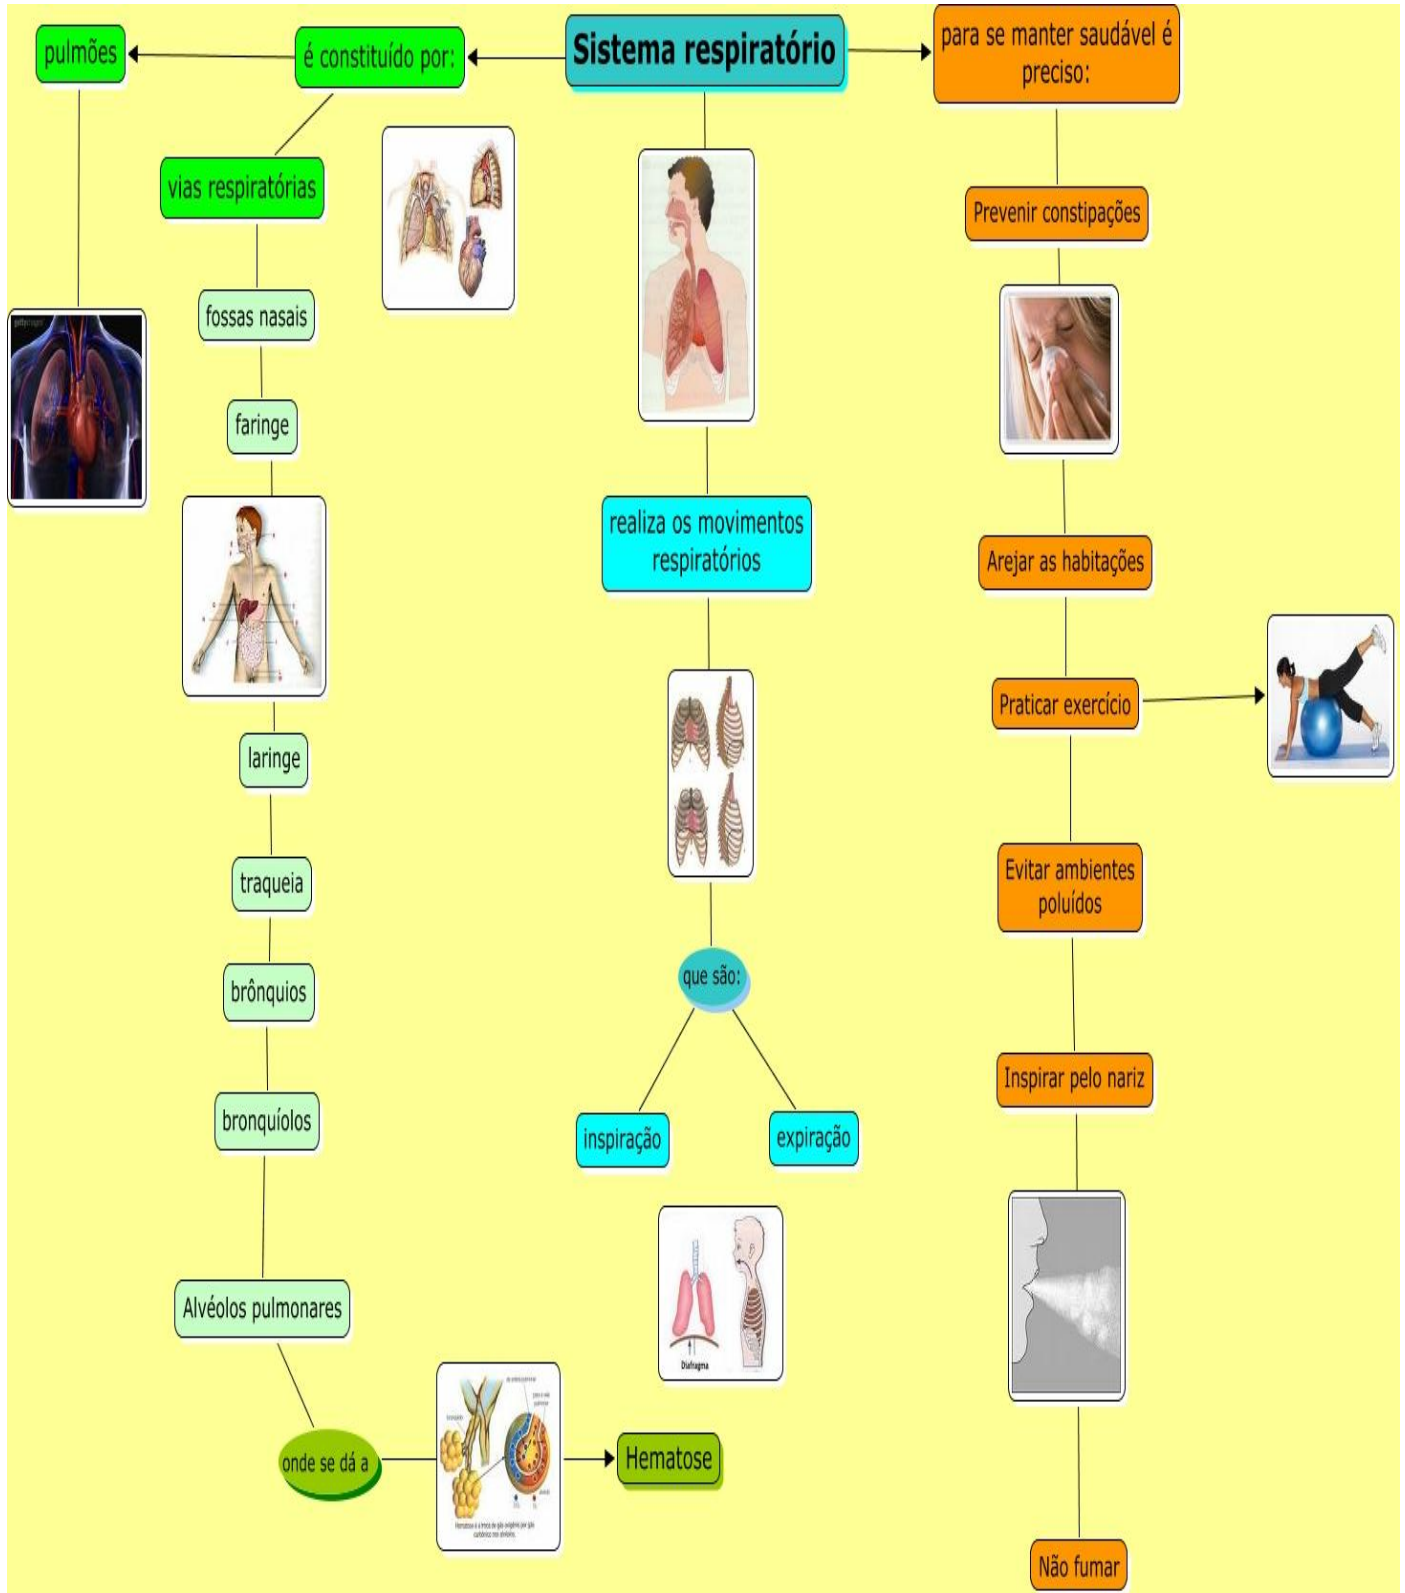 Sistema respiratório
é constituído por:
pulmões
vias respiratórias
fossas nasais
faringe
laringe
traqueia
brônquios
bronquíolos
Alvéolos pulmonares
onde se dá a
Hematose
realiza os movimentos
respiratórios
que são:
inspiração
expiração
Diafragma
para se manter saudável é
preciso:
Prevenir constipações
Arejar as habitações
Praticar exercício
Evitar ambientes
poluídos
Inspirar pelo nariz
Não fumar